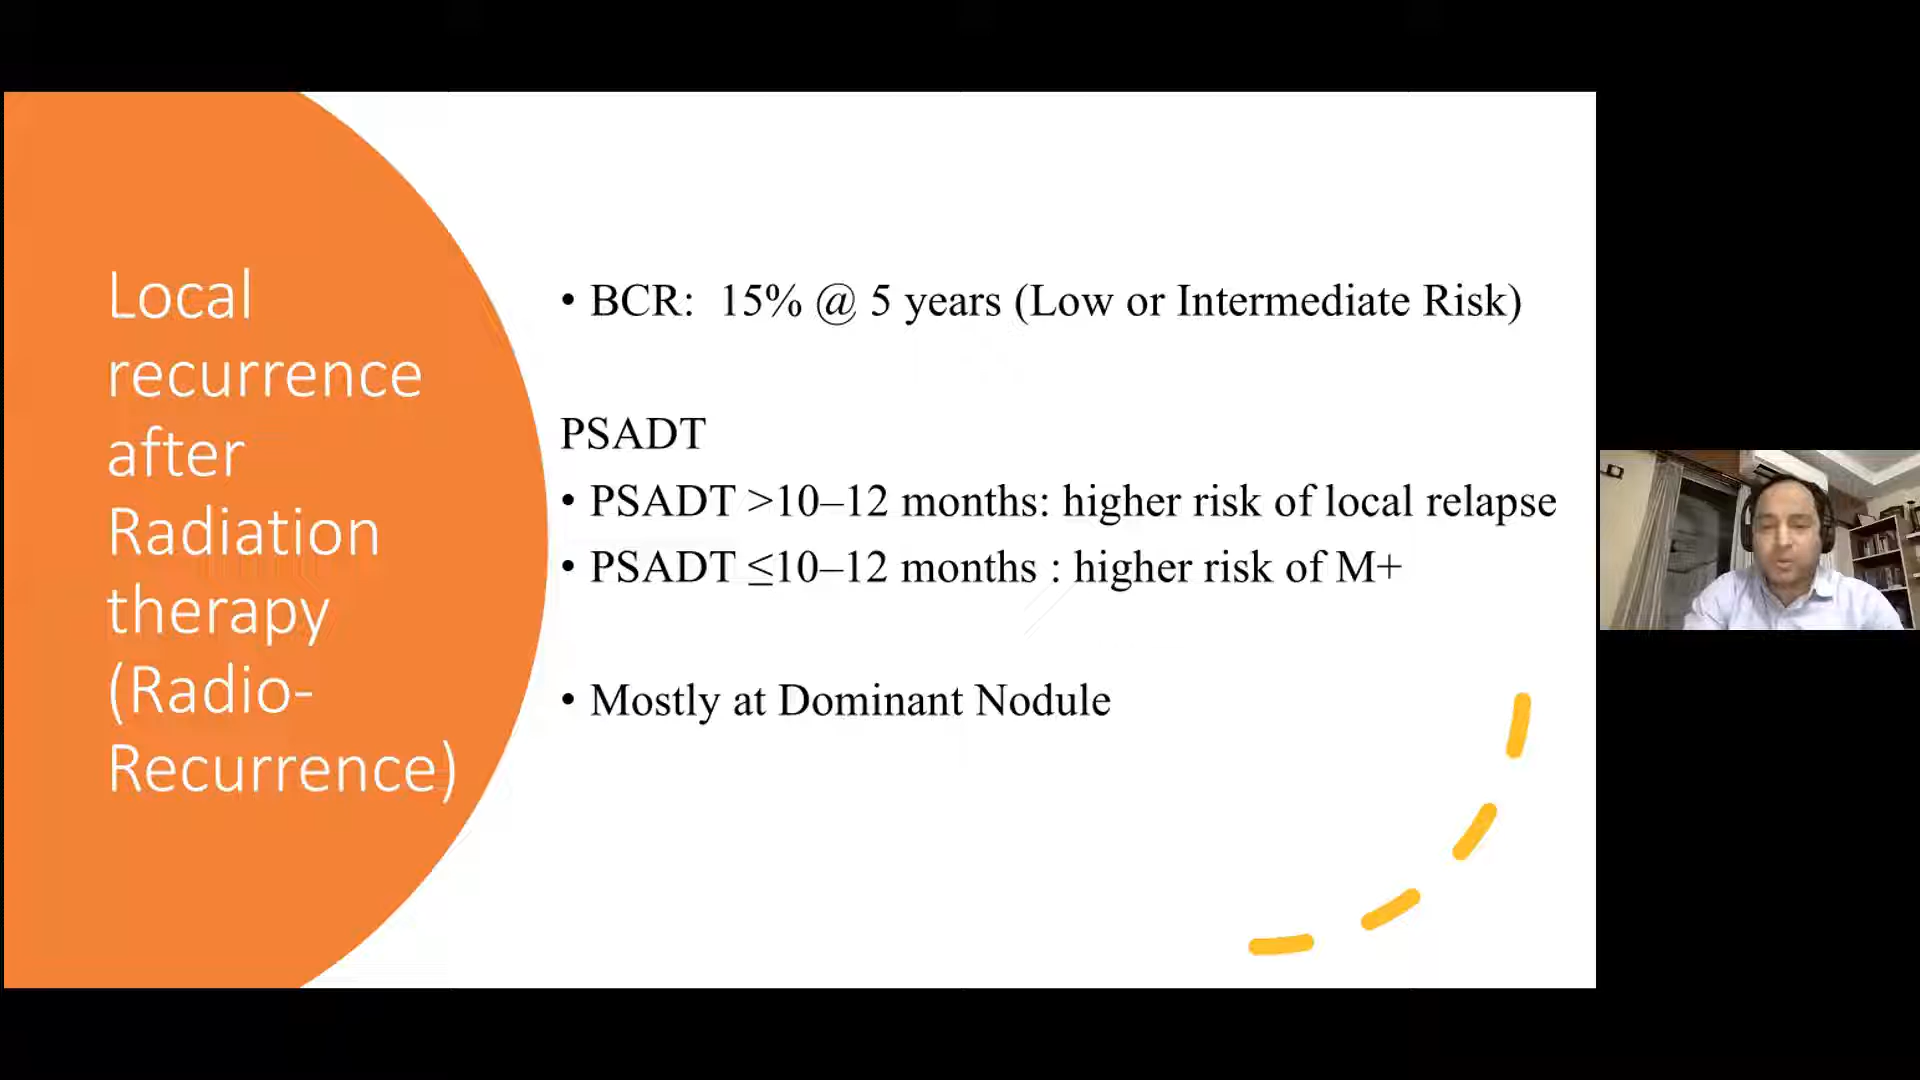 Local
recurrence
after
Radiation
therapy
(Radio-
Recurrence)
• BCR: 15% @ 5 years (Low or Intermediate Risk)
PSADT
• PSADT >10–12 months: higher risk of local relapse
• PSADT ≤10–12 months : higher risk of M+
• Mostly at Dominant Nodule